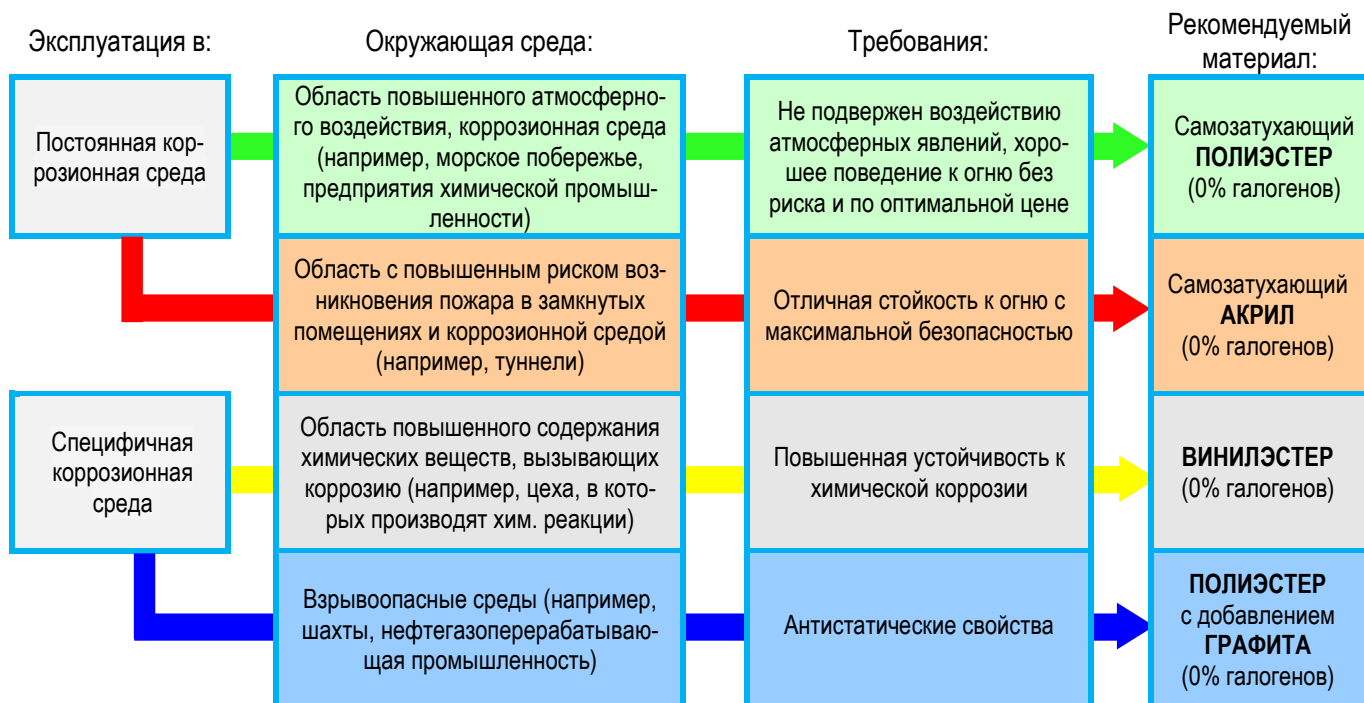 Эксплуатация в:
Окружающая среда:
Требования:
Рекомендуемый
материал:
Постоянная кор-
розионная среда
Область повышенного атмосферно-
го воздействия, коррозионная среда
(например, морское побережье,
предприятия химической промыш-
ленности)
Не подвержен воздействию
атмосферных явлений, хоро-
шее поведение к огню без
риска и по оптимальной цене
Самозатухающий
ПОЛИЭСТЕР
(0% галогенов)
Область с повышенным риском воз-
никновения пожара в замкнутых
помещениях и коррозионной средой
(например, туннели)
Отличная стойкость к огню с
максимальной безопасностью
Самозатухающий
АКРИЛ
(0% галогенов)
Специфичная
коррозионная
среда
Область повышенного содержания
химических веществ, вызывающих
коррозию (например, цеха, в кото-
рых производят хим. реакции)
Повышенная устойчивость к
химической коррозии
ВИНИЛЭСТЕР
(0% галогенов)
Взрывоопасные среды (например,
шахты, нефтегазоперерабатываю-
щая промышленность)
Антистатические свойства
ПОЛИЭСТЕР
с добавлением
ГРАФИТА
(0% галогенов)